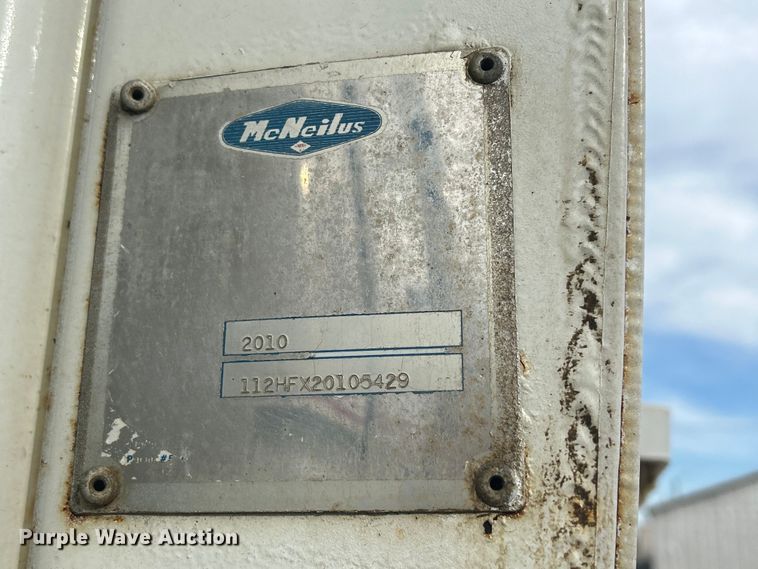 McNeilus
2010
112HFX20105429
Purple Wave Auction